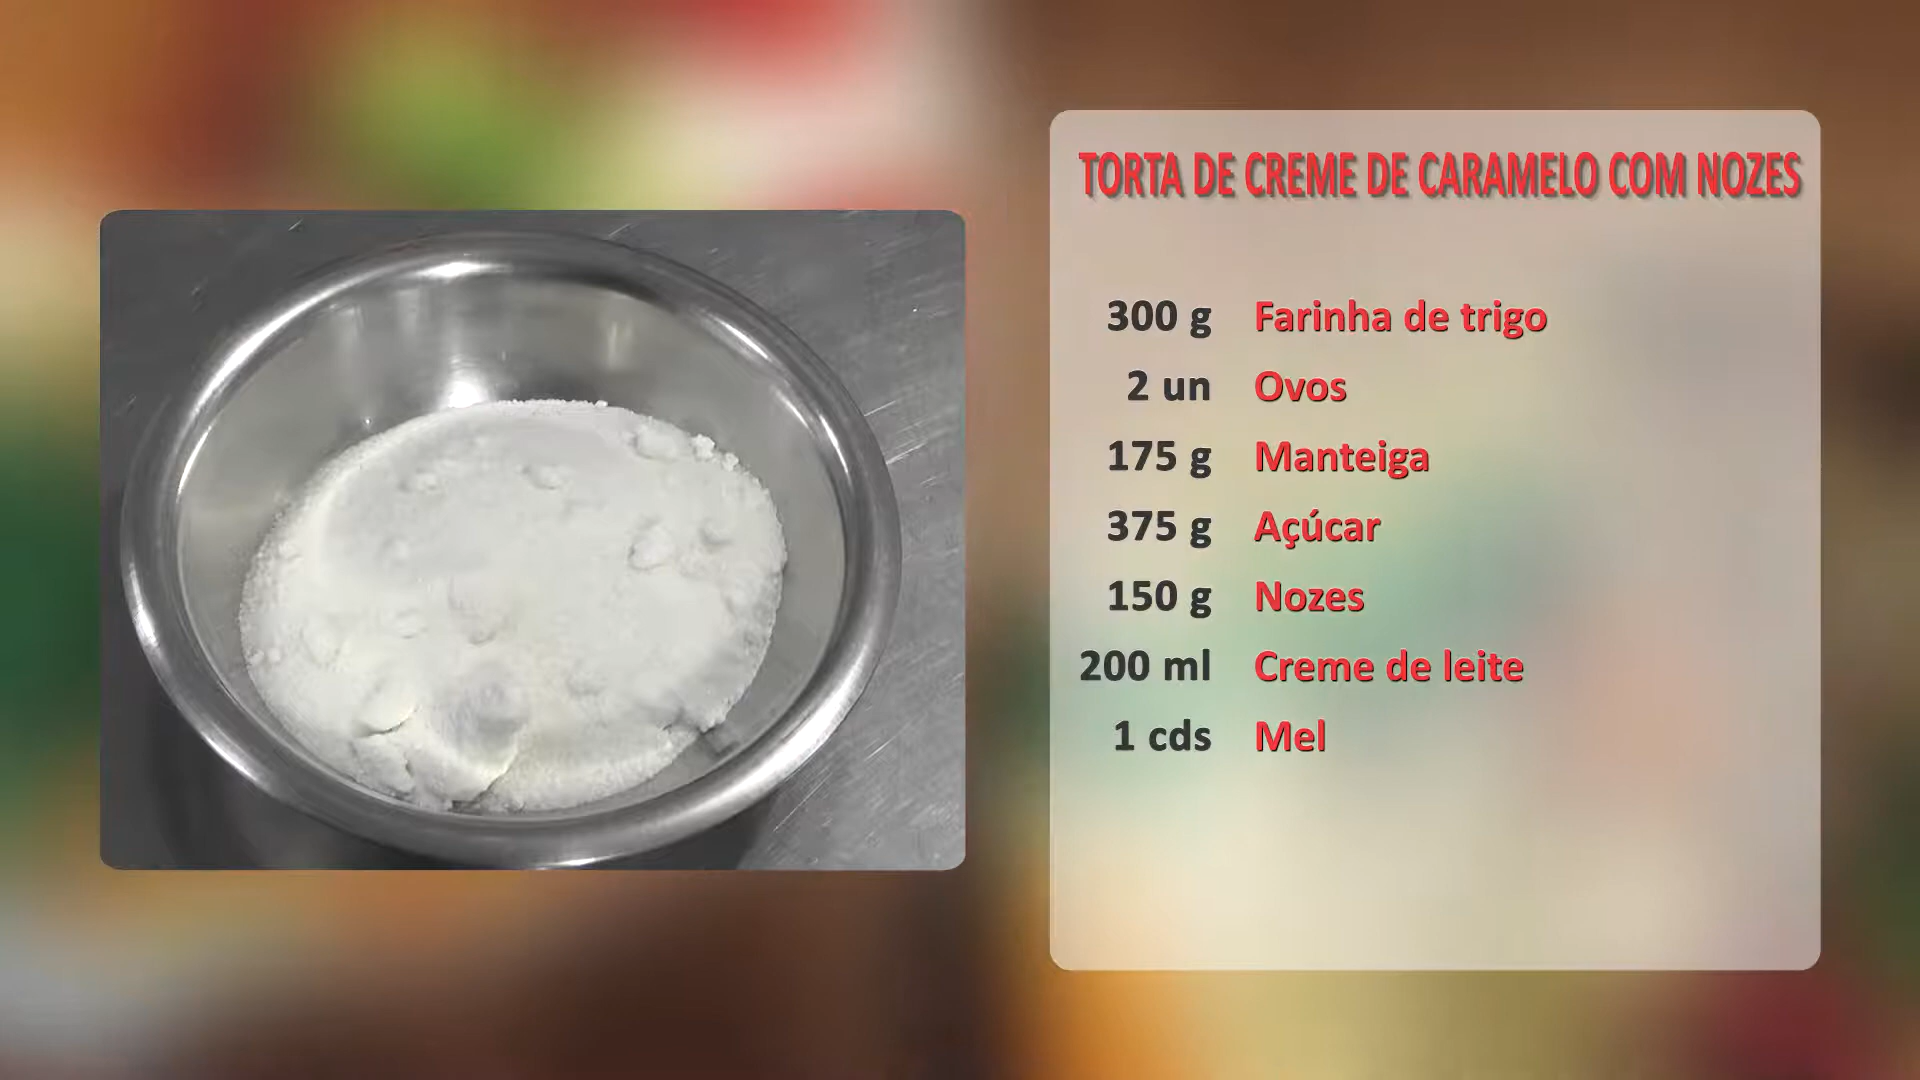 TORTA DE CREME DE CARAMELO COM NOZES
300 g Farinha de trigo
2 un Ovos
175 g Manteiga
375 g Açúcar
150 g Nozes
200 ml Creme de leite
1 cds Mel